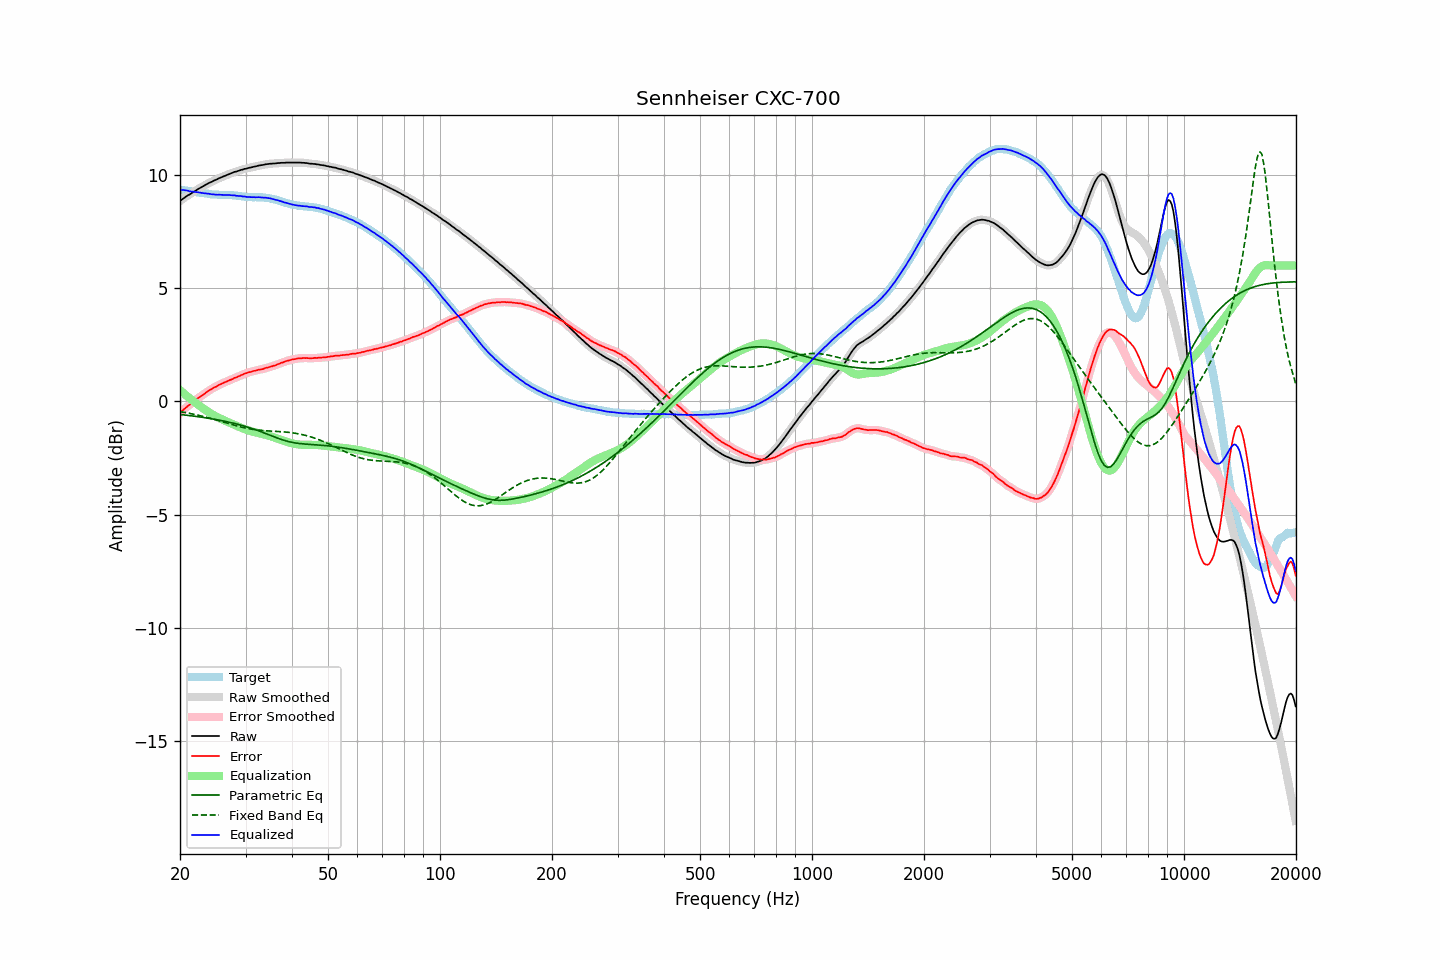 Sennheiser CXC-700
Amplitude (dBr)
10
5
0
−5
−10
−15
Target
Raw Smoothed
Error Smoothed
Raw
Error
Equalization
Parametric Eq
Fixed Band Eq
Equalized
20 50 100 200 500 1000 2000 5000 10000 20000
Frequency (Hz)